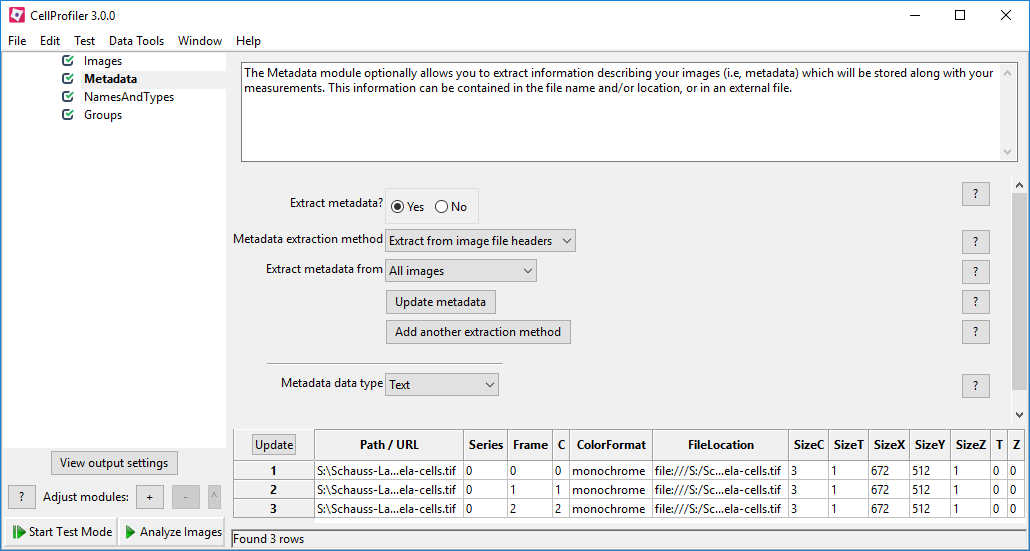 CellProfiler 3.0.0
File Edit Test Data Tools Window Help
Images
Metadata
NamesAndTypes
Groups
The Metadata module optionally allows you to extract information describing your images (i.e, metadata) which will be stored along with your
measurements. This information can be contained in the file name and/or location, or in an external file.
Extract metadata? Yes No ?
Metadata extraction method Extract from image file headers ?
Extract metadata from All images ?
Update metadata ?
Add another extraction method ?
Metadata data type Text ?
Update Path / URL Series Frame C ColorFormat FileLocation SizeC SizeT SizeX SizeY SizeZ T Z
1 S:\Schauss-La...ela-cells.tif 0 0 0 monochrome file:///S:/Sc...ela-cells.tif 3 1 672 512 1 0 0
2 S:\Schauss-La...ela-cells.tif 0 1 1 monochrome file:///S:/Sc...ela-cells.tif 3 1 672 512 1 0 0
3 S:\Schauss-La...ela-cells.tif 0 2 2 monochrome file:///S:/Sc...ela-cells.tif 3 1 672 512 1 0 0
View output settings
? Adjust modules: + - ^
Start Test Mode Analyze Images
Found 3 rows